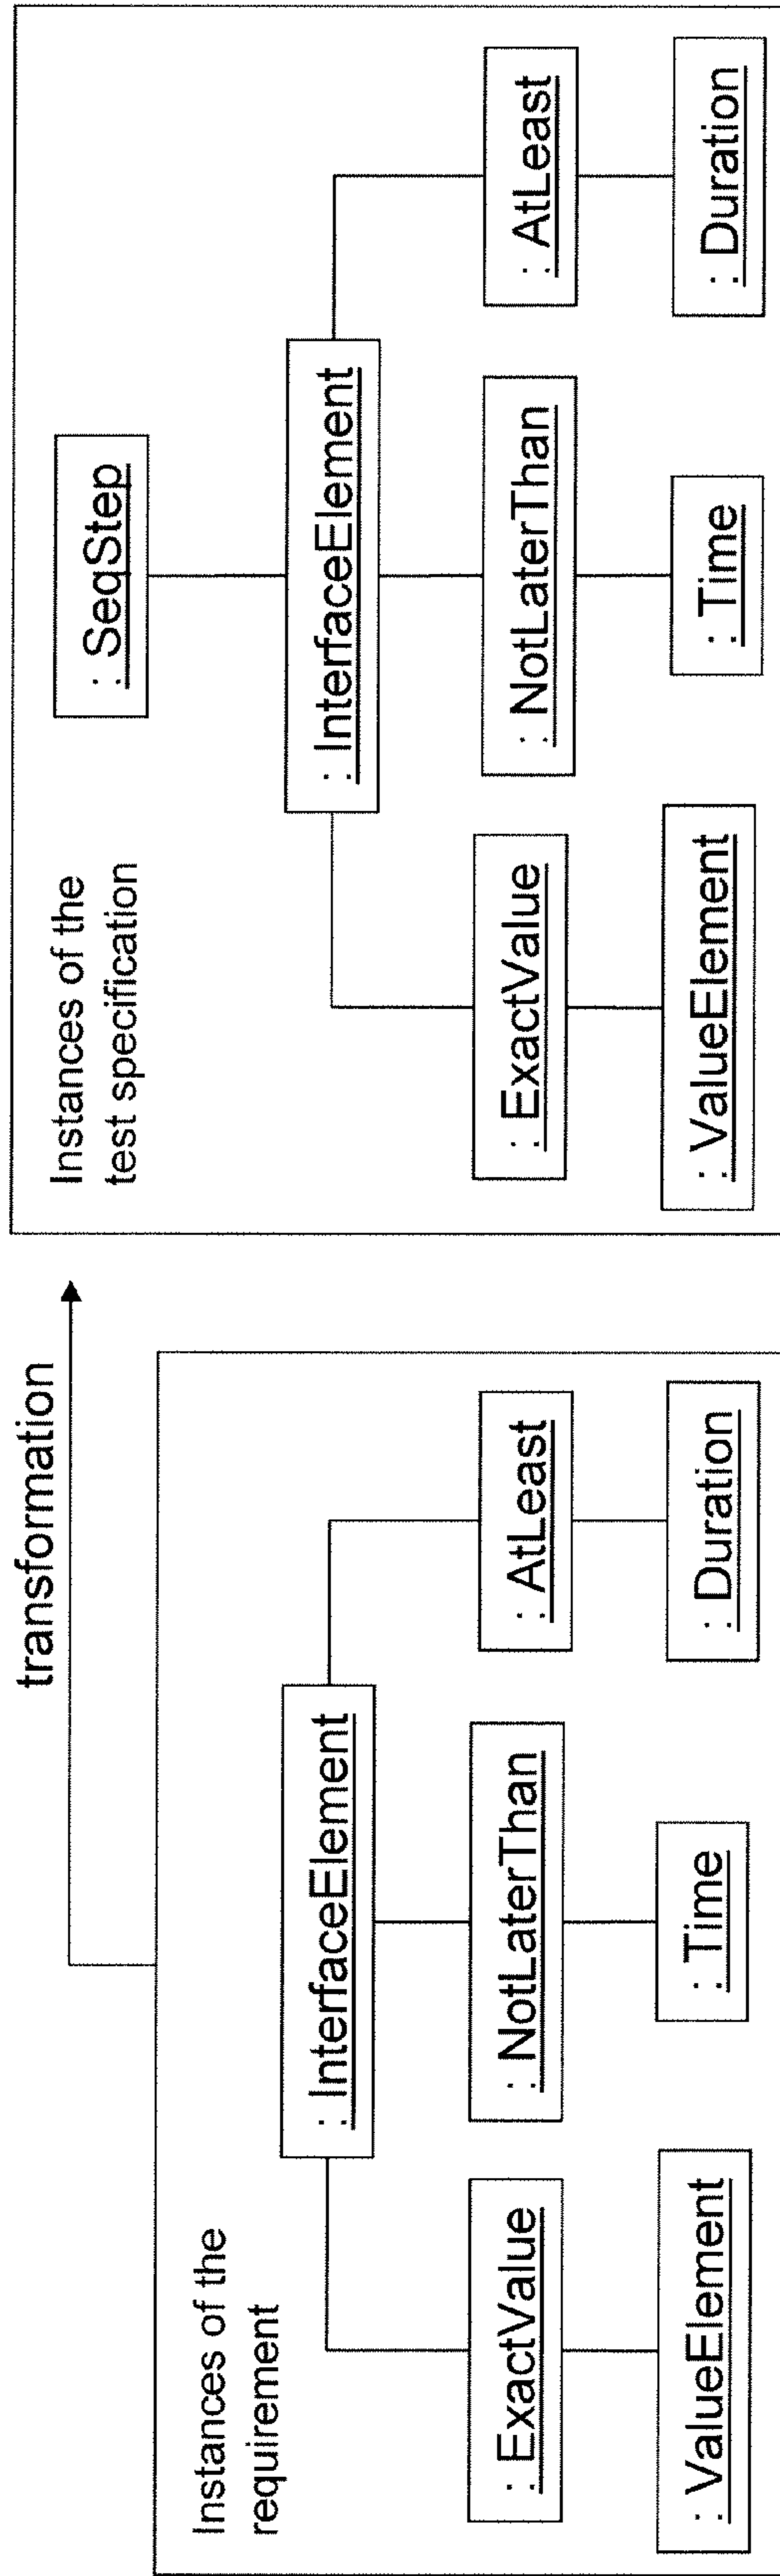 transformation
Instances of the
requirement
: InterfaceElement
: ExactValue
: NotLaterThan
: AtLeast
: ValueElement
: Time
: Duration
Instances of the
test specification
: SeqStep
: InterfaceElement
: ExactValue
: NotLaterThan
: AtLeast
: ValueElement
: Time
: Duration